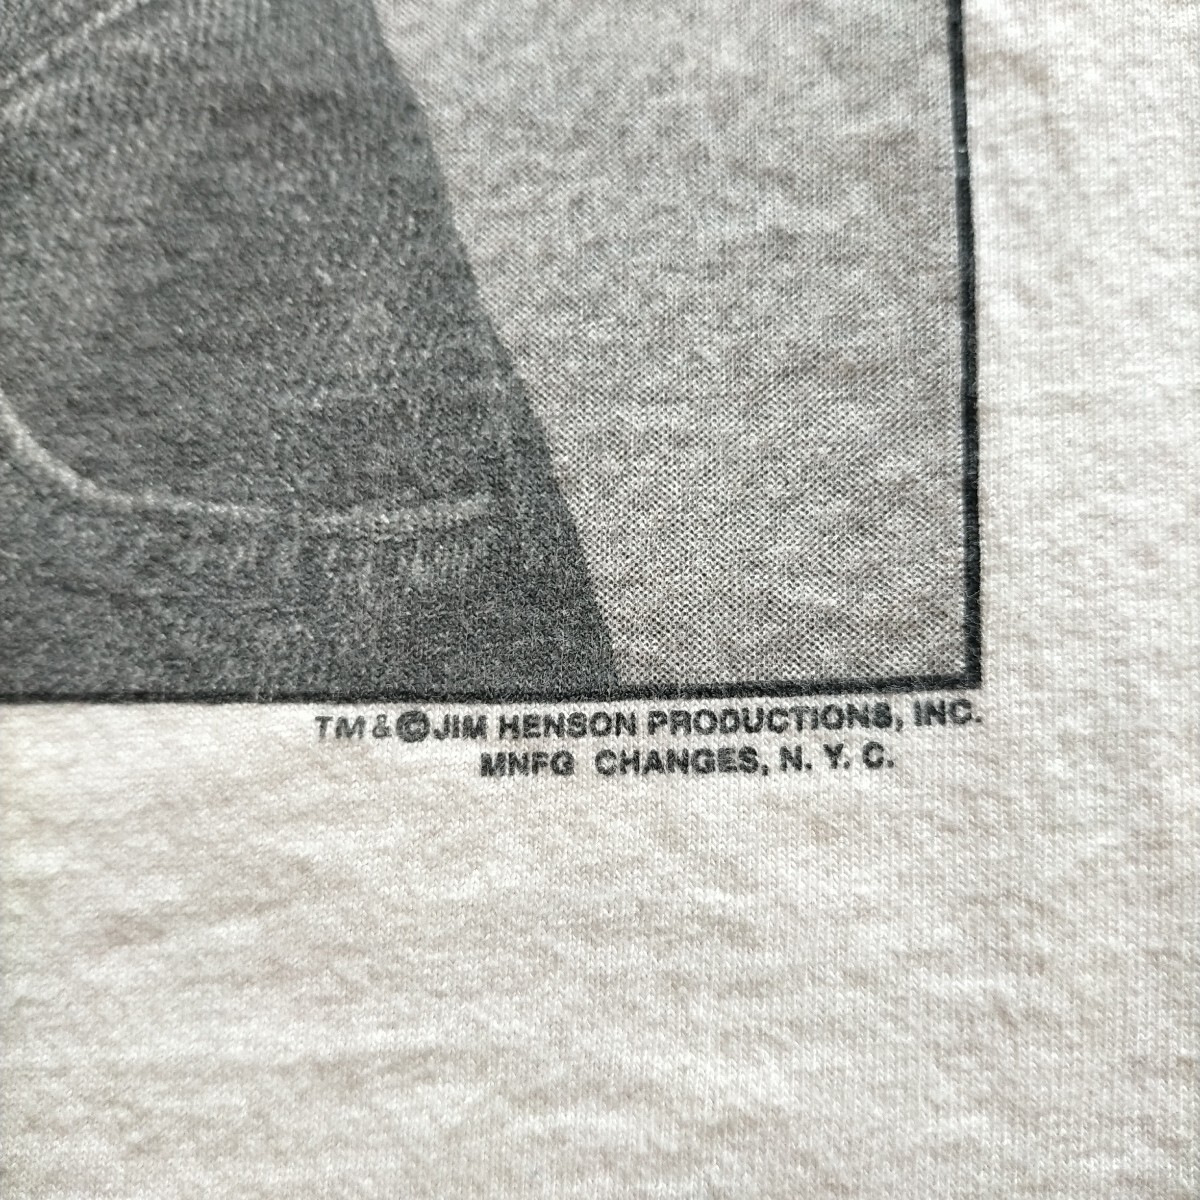 TM & © JIM HENSON PRODUCTIONS, INC.
MNFG CHANGES, N. Y. C.